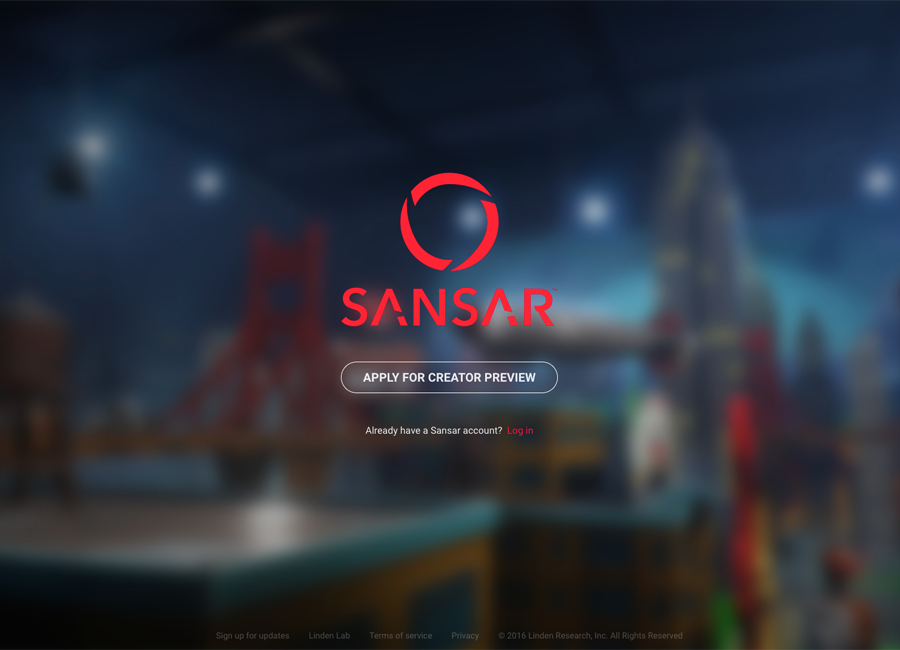 SANSAR
APPLY FOR CREATOR PREVIEW
Already have a Sansar account? Log in
Sign up for updates Linden Lab Terms of service Privacy © 2016 Linden Research, Inc. All Rights Reserved